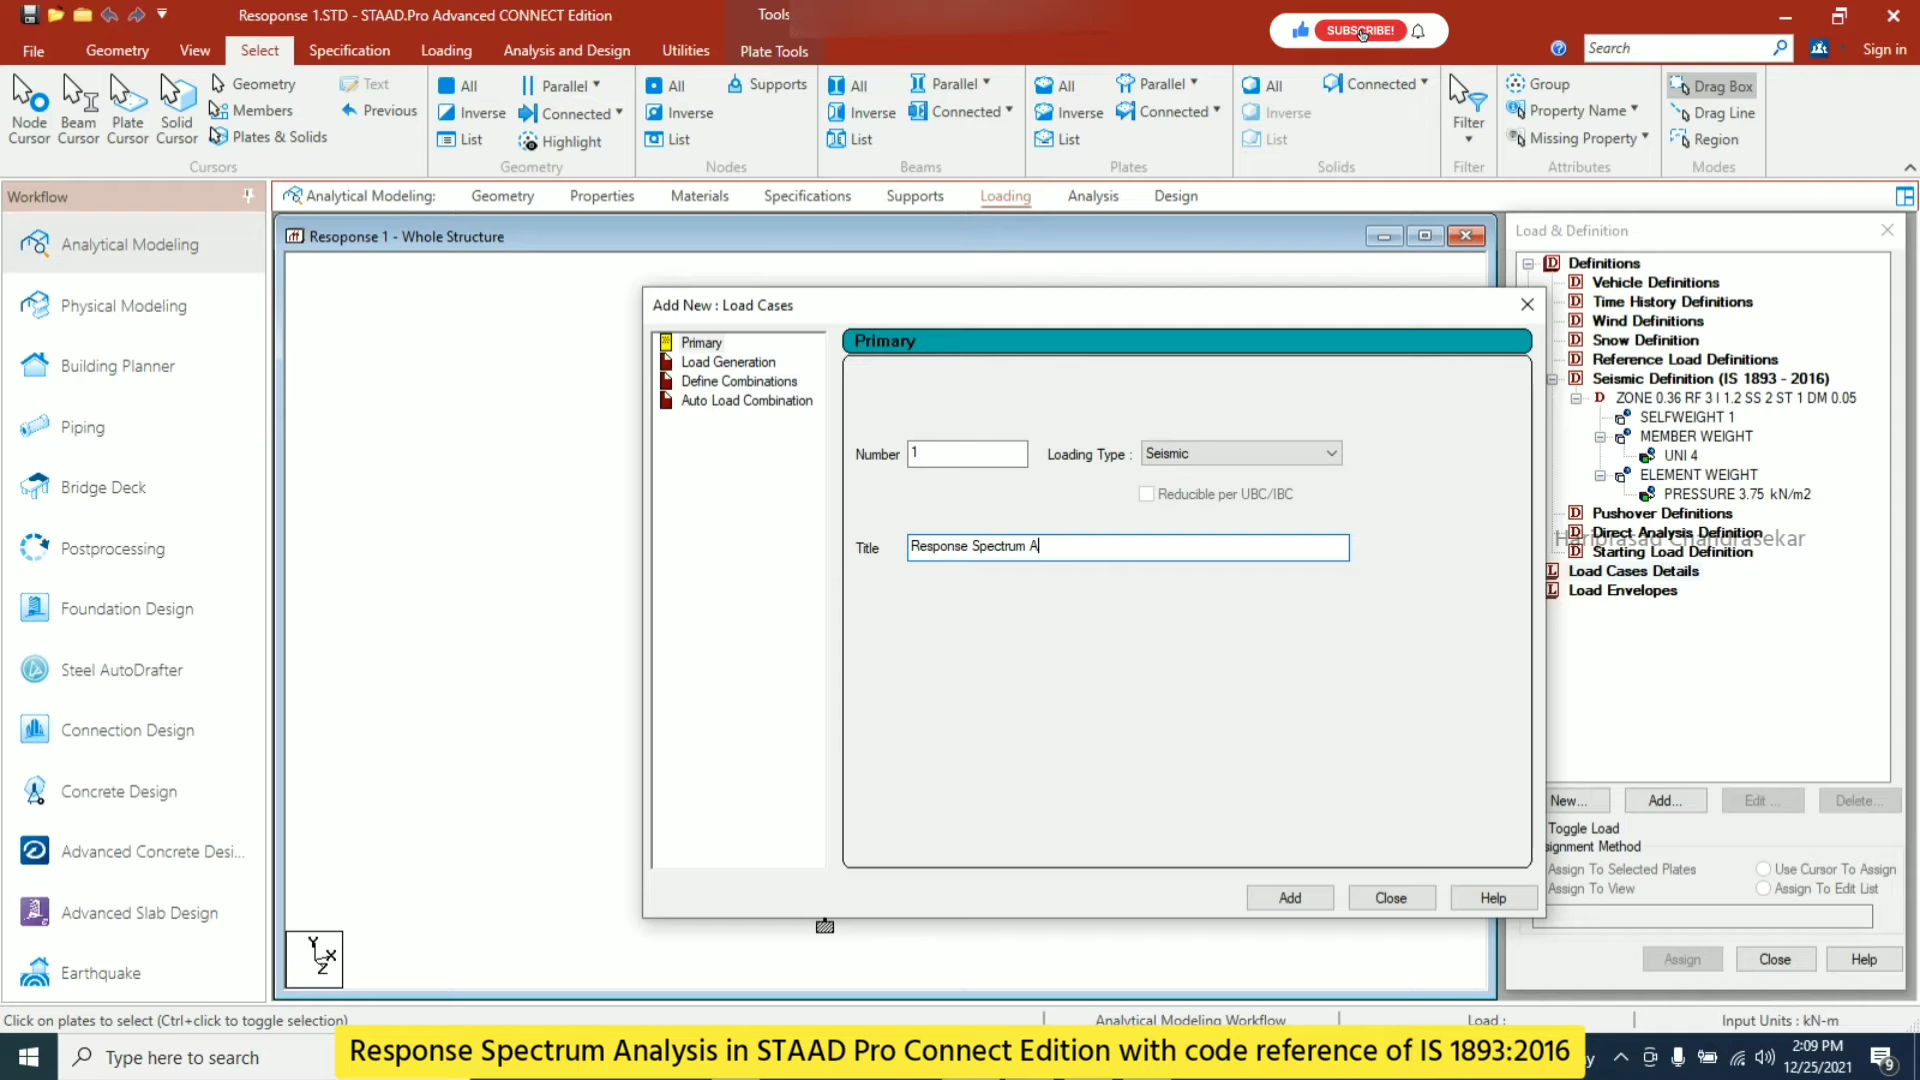 Resoponse 1.STD - STAAD.Pro Advanced CONNECT Edition
Tools
SUBSCRIBE!
File Geometry View Select Specification Loading Analysis and Design Utilities Plate Tools
Search
Sign in
Node Cursor
Beam Cursor
Plate Cursor
Solid Cursor
Geometry
Members
Plates & Solids
Text
Previous
Cursors
All
Inverse
List
Parallel
Connected
Highlight
Geometry
All
Inverse
List
Supports
Nodes
All
Inverse
List
Parallel
Connected
Beams
All
Inverse
List
Parallel
Connected
Plates
All
Inverse
List
Connected
Solids
Filter
Filter
Group
Property Name
Missing Property
Attributes
Drag Box
Drag Line
Region
Modes
Workflow
Analytical Modeling
Physical Modeling
Building Planner
Piping
Bridge Deck
Postprocessing
Foundation Design
Steel AutoDrafter
Connection Design
Concrete Design
Advanced Concrete Desi...
Advanced Slab Design
Earthquake
Analytical Modeling: Geometry Properties Materials Specifications Supports Loading Analysis Design
Resoponse 1 - Whole Structure
Y
X
Z
Add New : Load Cases
Primary
Load Generation
Define Combinations
Auto Load Combination
Primary
Number 1 Loading Type : Seismic
Reducible per UBC/IBC
Title Response Spectrum A
Add Close Help
Load & Definition
Definitions
Vehicle Definitions
Time History Definitions
Wind Definitions
Snow Definition
Reference Load Definitions
Seismic Definition (IS 1893 - 2016)
ZONE 0.36 RF 3 I 1.2 SS 2 ST 1 DM 0.05
SELFWEIGHT 1
MEMBER WEIGHT
UNI 4
ELEMENT WEIGHT
PRESSURE 3.75 kN/m2
Pushover Definitions
Direct Analysis Definition
Hariprasad Chandrasekar
Starting Load Definition
Load Cases Details
Load Envelopes
New... Add... Edit ... Delete...
Toggle Load
signment Method
Assign To Selected Plates Use Cursor To Assign
Assign To View Assign To Edit List
Assign Close Help
Click on plates to select (Ctrl+click to toggle selection)
Analytical Modeling Workflow
Load :
Input Units : kN-m
Type here to search
Response Spectrum Analysis in STAAD Pro Connect Edition with code reference of IS 1893:2016
2:09 PM
12/25/2021
9